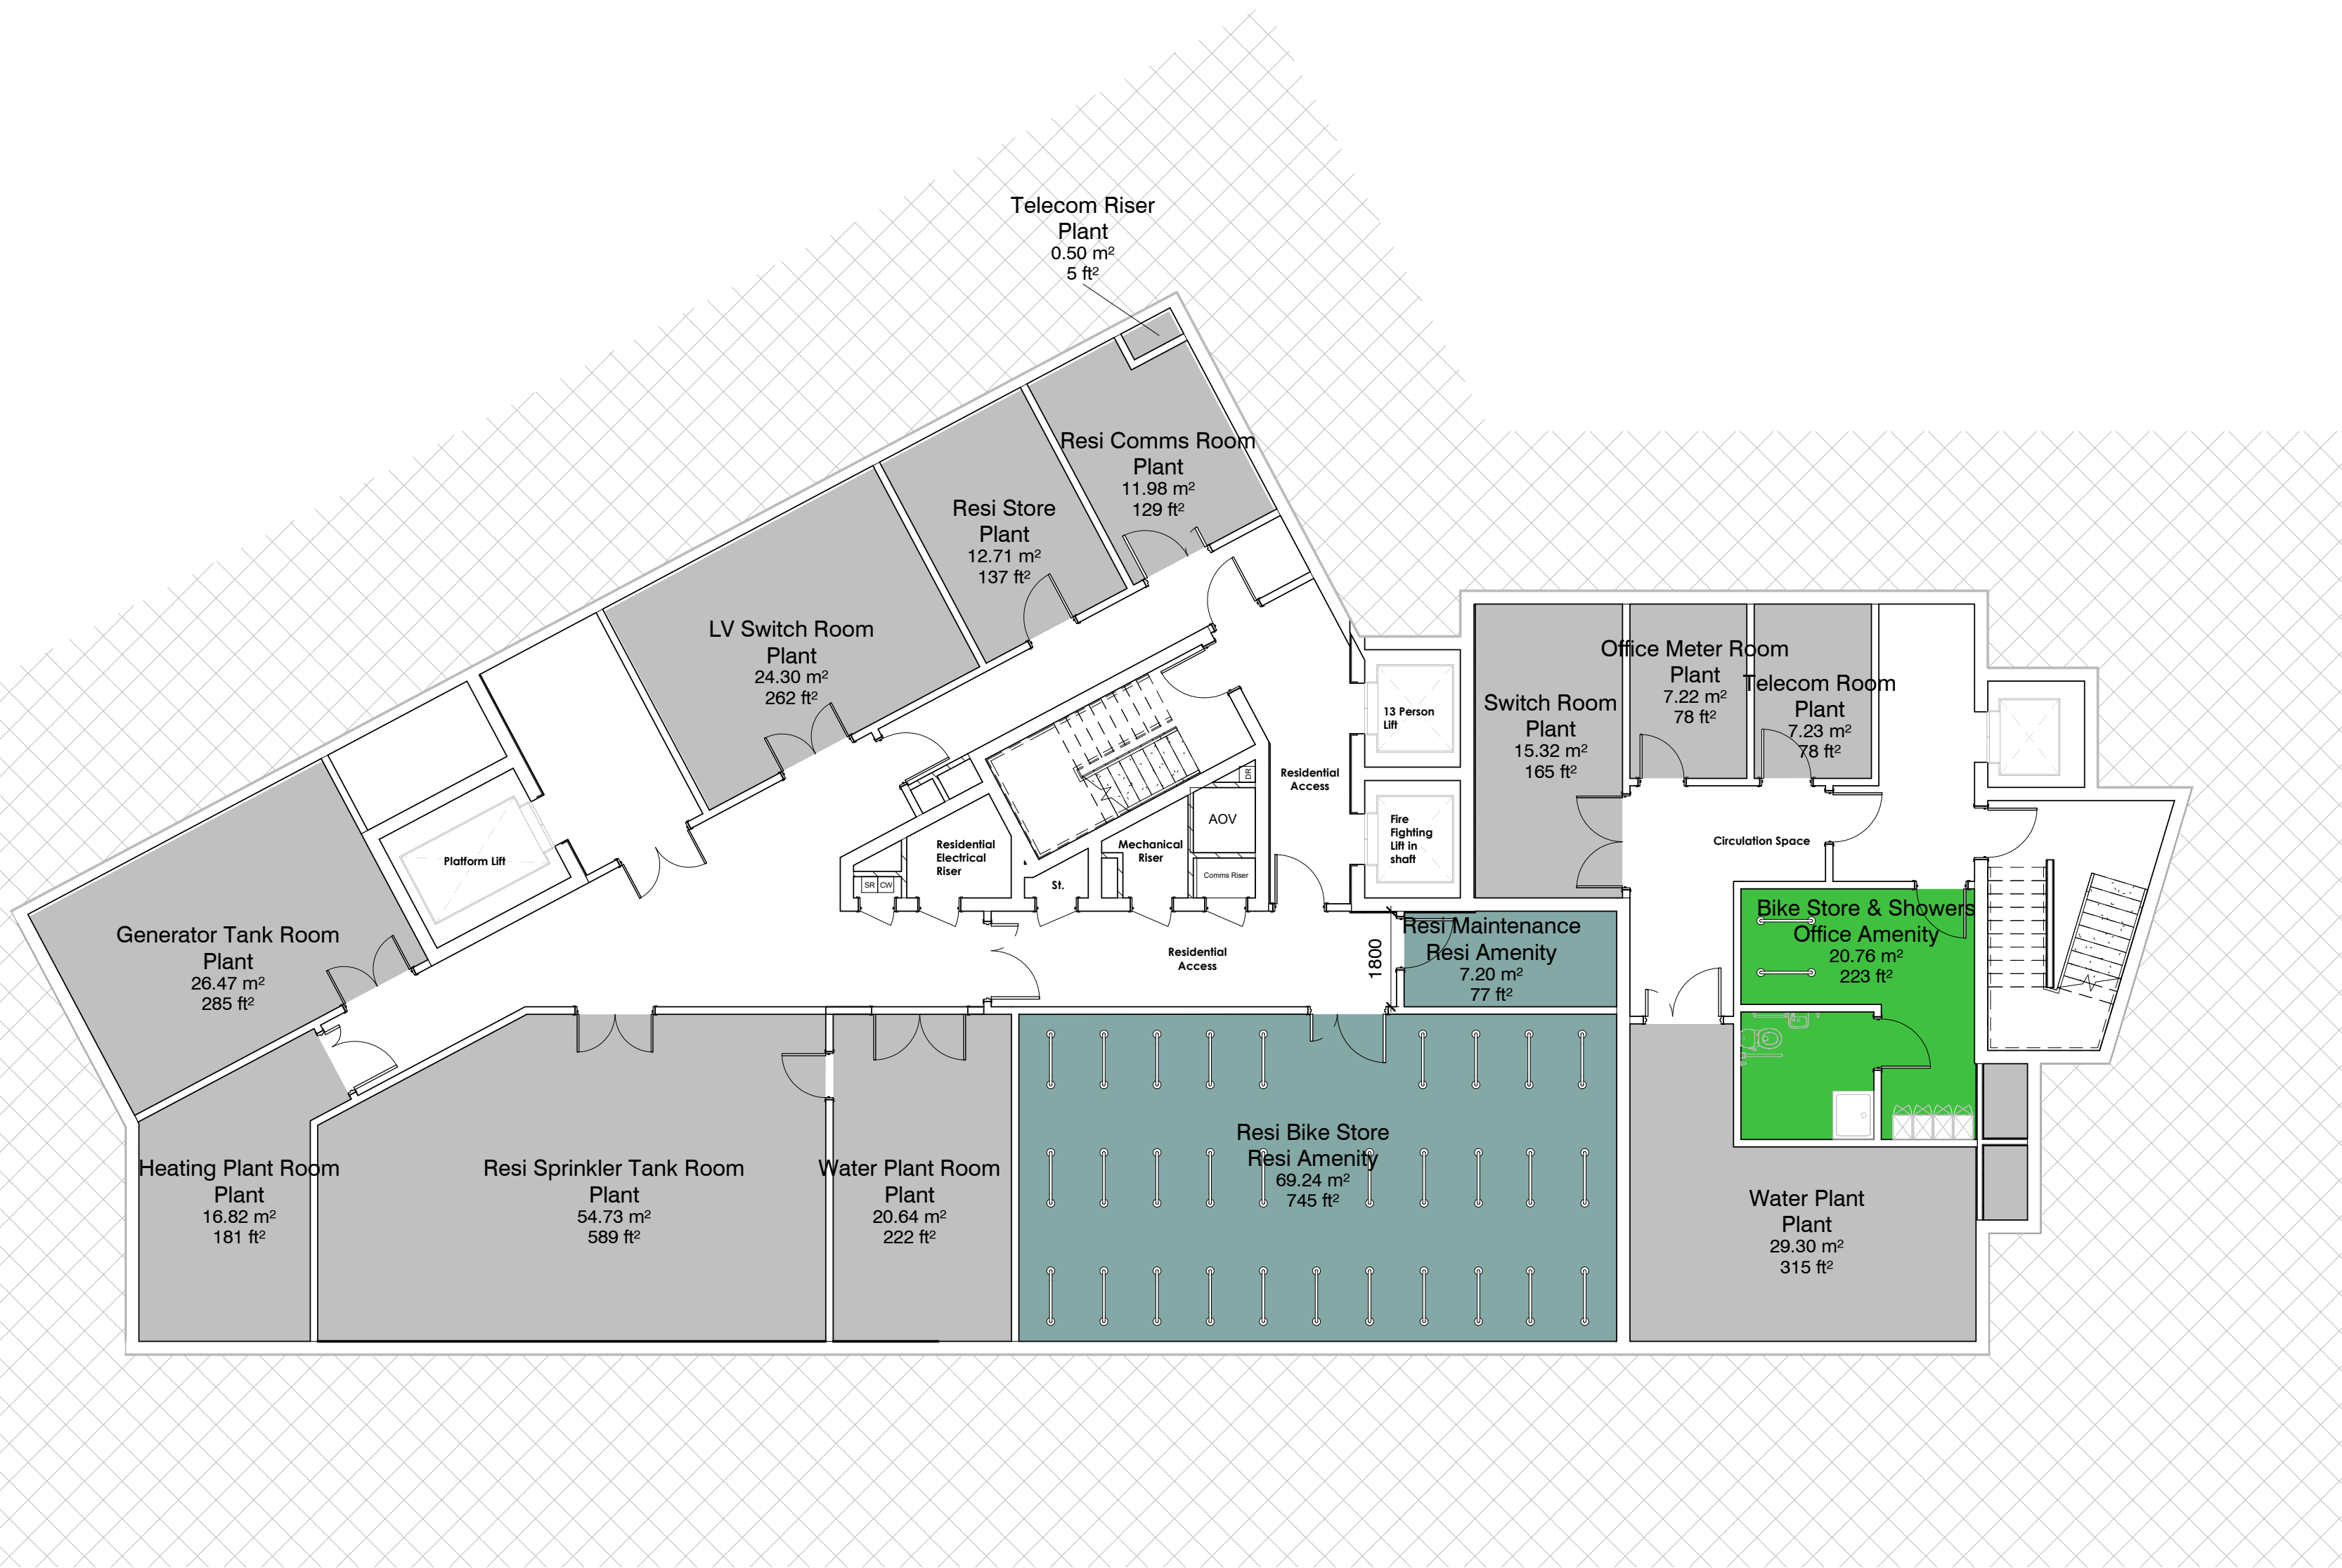 Telecom Riser
Plant
0.50 m²
5 ft²
Resi Comms Room
Plant
11.98 m²
129 ft²
Resi Store
Plant
12.71 m²
137 ft²
LV Switch Room
Plant
24.30 m²
262 ft²
Office Meter Room
Plant
7.22 m²
78 ft²
Telecom Room
Plant
7.23 m²
78 ft²
Switch Room
Plant
15.32 m²
165 ft²
13 Person
Lift
Residential
Access
DR
AOV
Fire
Fighting
Lift in
shaft
Circulation Space
Platform Lift
Residential
Electrical
Riser
Mechanical
Riser
Comms Riser
SR
CW
St.
Generator Tank Room
Plant
26.47 m²
285 ft²
Residential
Access
1800
Resi Maintenance
Resi Amenity
7.20 m²
77 ft²
Bike Store & Showers
Office Amenity
20.76 m²
223 ft²
Heating Plant Room
Plant
16.82 m²
181 ft²
Resi Sprinkler Tank Room
Plant
54.73 m²
589 ft²
Water Plant Room
Plant
20.64 m²
222 ft²
Resi Bike Store
Resi Amenity
69.24 m²
745 ft²
Water Plant
Plant
29.30 m²
315 ft²